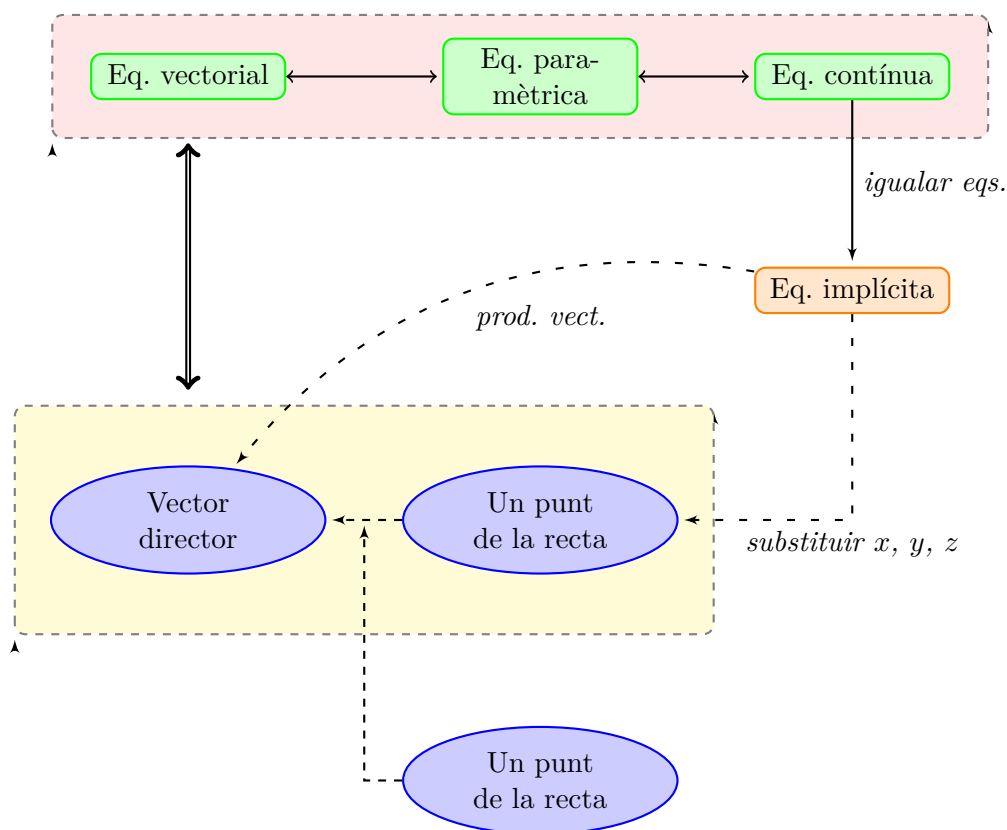 Eq. vectorial
Eq. para-
mètrica
Eq. contínua
igualar eqs.
Eq. implícita
prod. vect.
Vector
director
Un punt
de la recta
substituir x, y, z
Un punt
de la recta